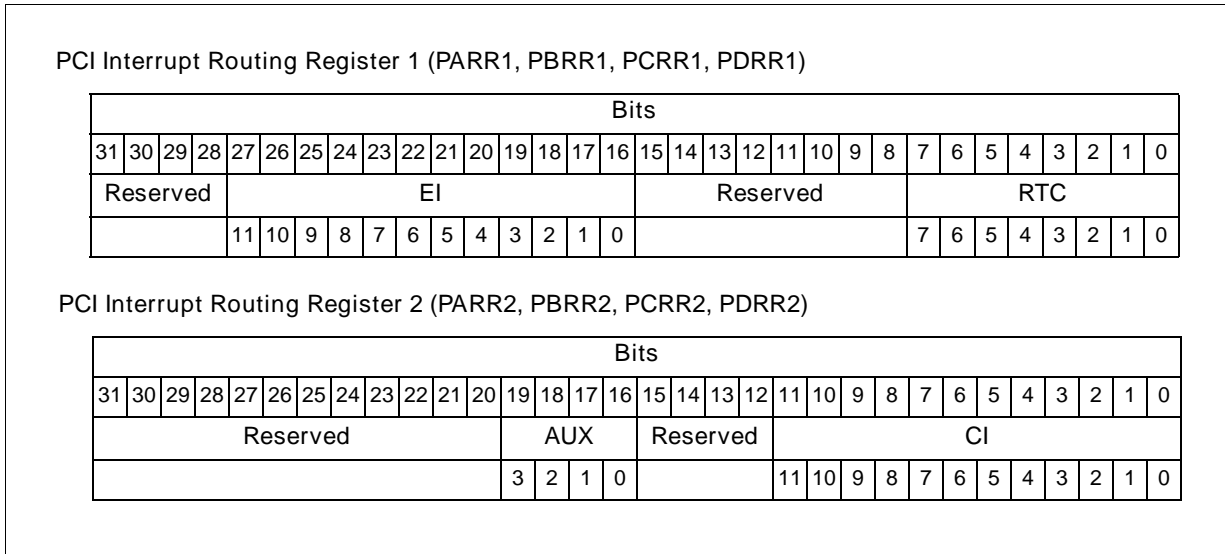 PCI Interrupt Routing Register 1 (PARR1, PBRR1, PCRR1, PDRR1)
Bits
31 30 29 28 27 26 25 24 23 22 21 20 19 18 17 16 15 14 13 12 11 10 9 8 7 6 5 4 3 2 1 0
Reserved EI Reserved RTC
11 10 9 8 7 6 5 4 3 2 1 0 7 6 5 4 3 2 1 0
PCI Interrupt Routing Register 2 (PARR2, PBRR2, PCRR2, PDRR2)
Bits
31 30 29 28 27 26 25 24 23 22 21 20 19 18 17 16 15 14 13 12 11 10 9 8 7 6 5 4 3 2 1 0
Reserved AUX Reserved CI
3 2 1 0 11 10 9 8 7 6 5 4 3 2 1 0